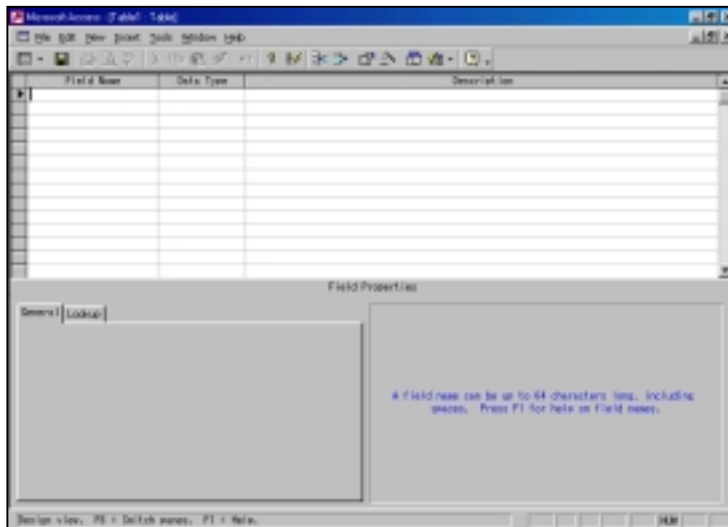 Microsoft Access - [Table1 : Table]
File Edit View Insert Tools Window Help
Field Name Data Type Description
Field Properties
General Lookup
A field name can be up to 64 characters long, including
spaces. Press F1 for help on field names.
Design view. F6 = Switch panes. F1 = Help. NUM